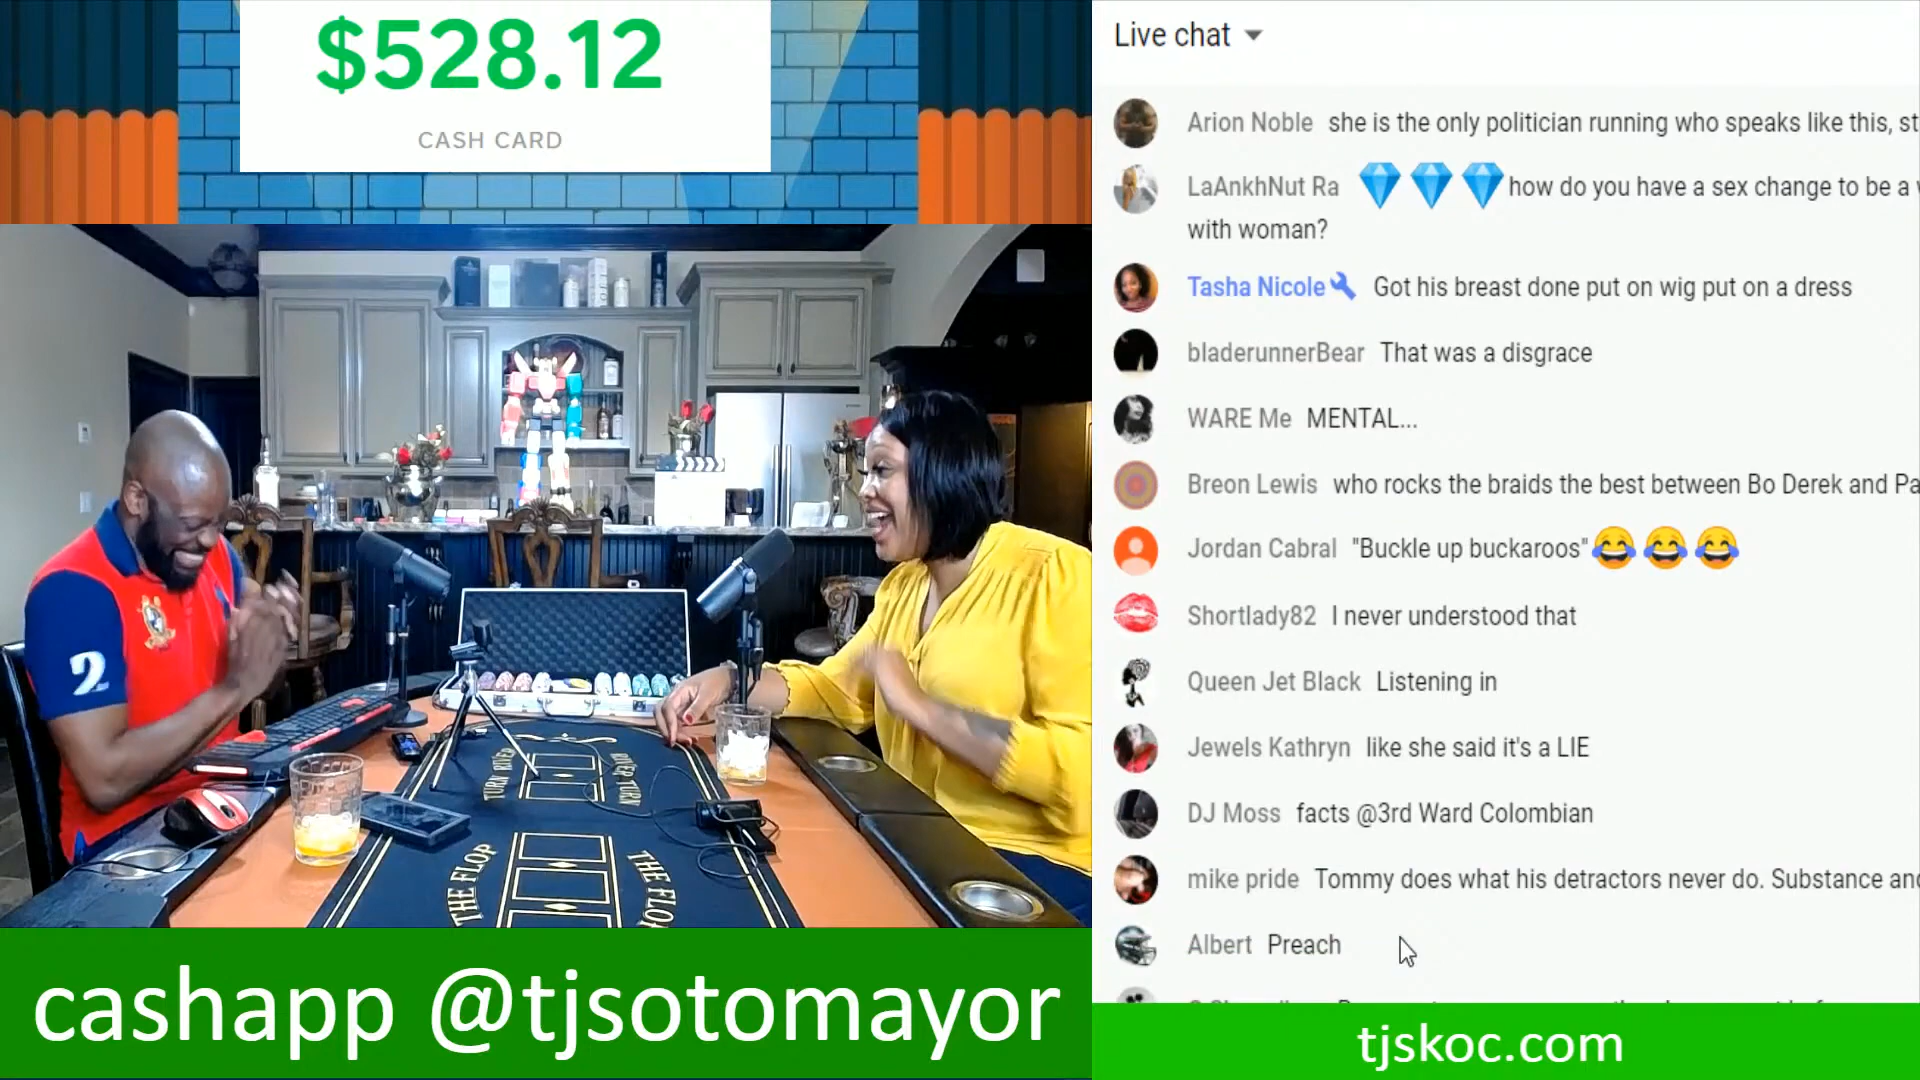 $528.12
CASH CARD
2
TURN RIVER
RIVER TURN
THE FLOP
THE FLOP
cashapp @tjsotomayor
Live chat
Arion Noble she is the only politician running who speaks like this, st
LaAnkhNut Ra 💎💎💎 how do you have a sex change to be a
with woman?
Tasha Nicole Got his breast done put on wig put on a dress
bladerunnerBear That was a disgrace
WARE Me MENTAL...
Breon Lewis who rocks the braids the best between Bo Derek and Pa
Jordan Cabral "Buckle up buckaroos"😂😂😂
Shortlady82 I never understood that
Queen Jet Black Listening in
Jewels Kathryn like she said it's a LIE
DJ Moss facts @3rd Ward Colombian
mike pride Tommy does what his detractors never do. Substance and
Albert Preach
tjskoc.com